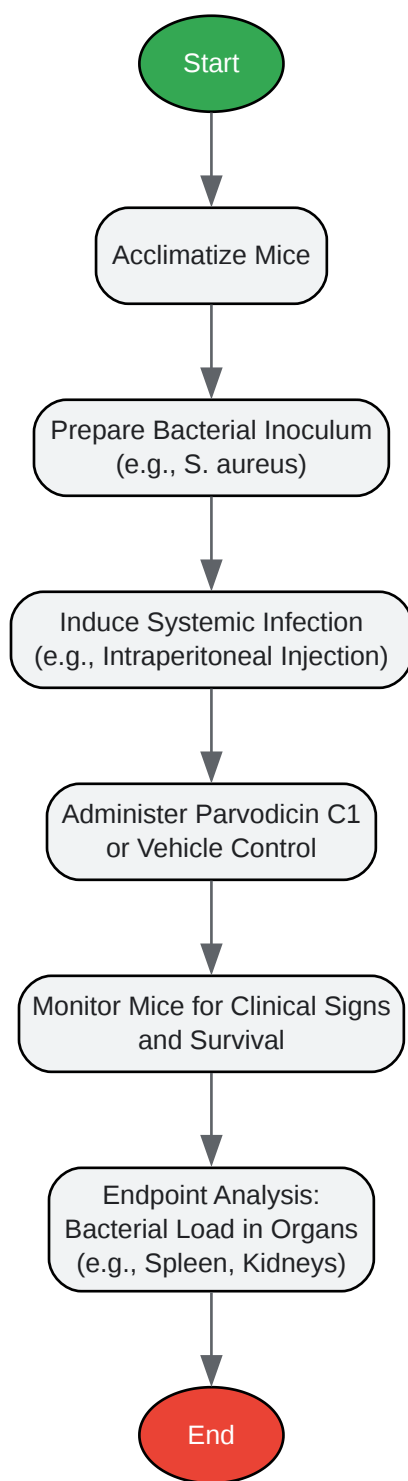 Start
Acclimatize Mice
Prepare Bacterial Inoculum
(e.g., S. aureus)
Induce Systemic Infection
(e.g., Intraperitoneal Injection)
Administer Parvodicin C1
or Vehicle Control
Monitor Mice for Clinical Signs
and Survival
Endpoint Analysis:
Bacterial Load in Organs
(e.g., Spleen, Kidneys)
End